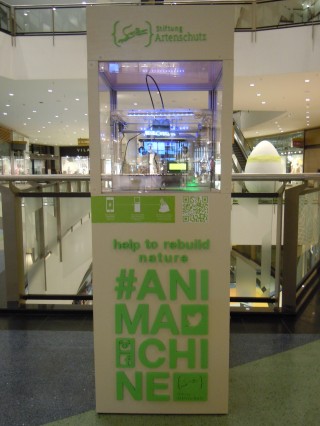 Stiftung
Artenschutz
help to rebuild
nature
#ANI
MA
CHI
NE